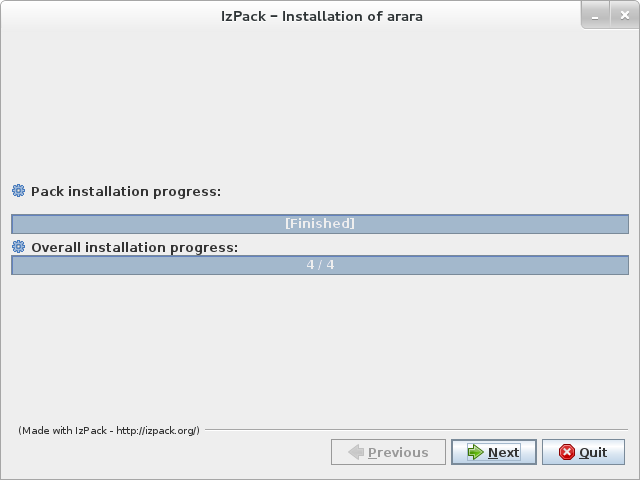 IzPack – Installation of arara
Pack installation progress:
[Finished]
Overall installation progress:
4 / 4
(Made with IzPack - http://izpack.org/)
Previous Next Quit